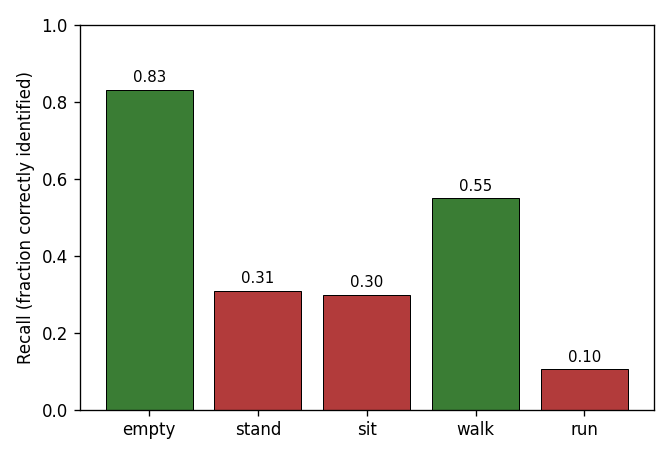 Recall (fraction correctly identified)
1.0
0.8
0.6
0.4
0.2
0.0
0.83
0.31
0.30
0.55
0.10
empty
stand
sit
walk
run